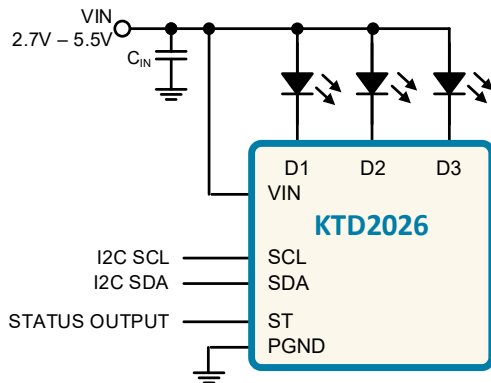 VIN
2.7V – 5.5V
CIN
D1 D2 D3
VIN
KTD2026
I2C SCL SCL
I2C SDA SDA
STATUS OUTPUT ST
PGND